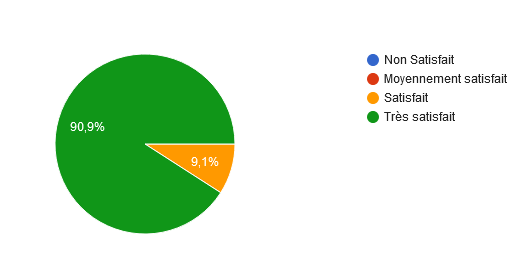 Non Satisfait
Moyennement satisfait
Satisfait
Très satisfait
90,9%
9,1%